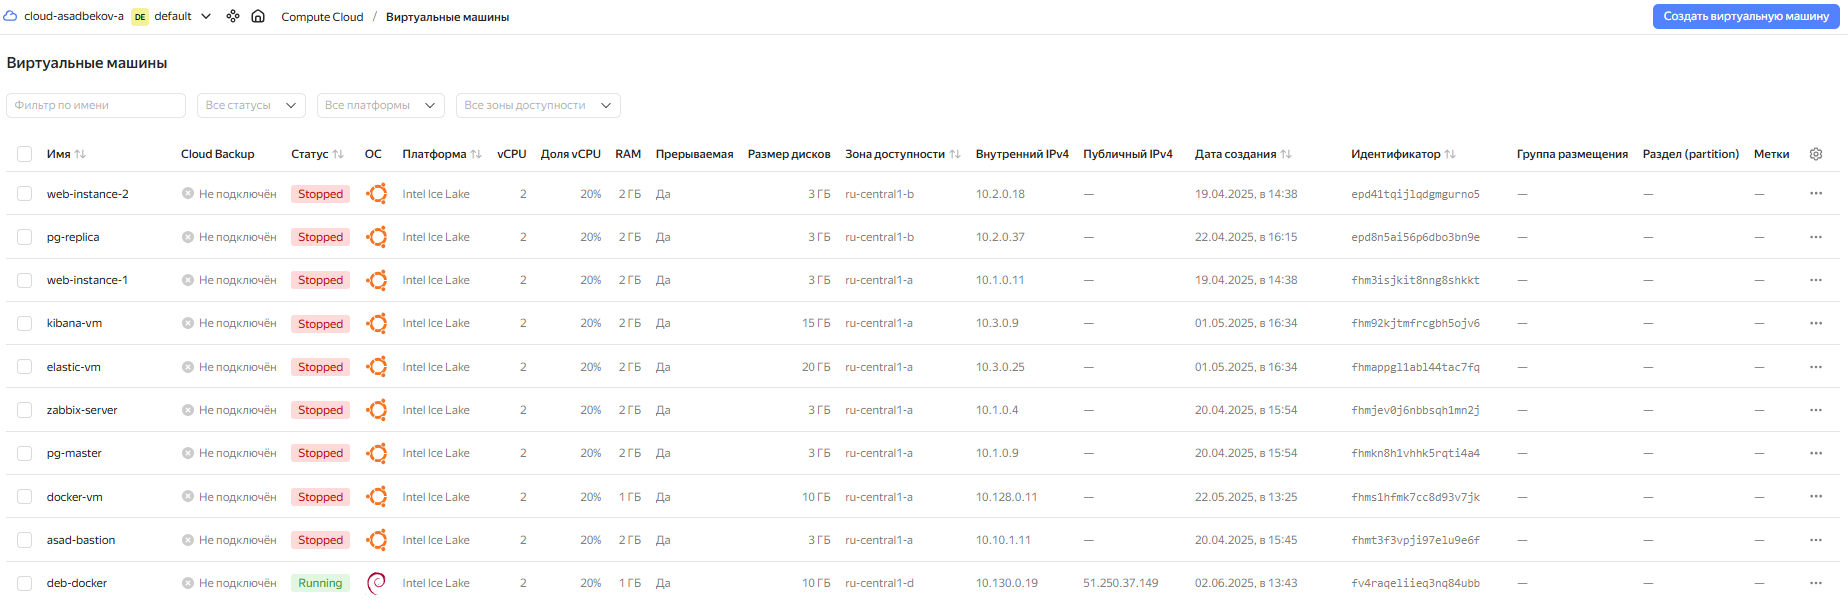 cloud-asadbekov-a DE default Compute Cloud / Виртуальные машины Создать виртуальную машину
Виртуальные машины
Фильтр по имени Все статусы Все платформы Все зоны доступности
Имя Cloud Backup Статус ОС Платформа vCPU Доля vCPU RAM Прерываемая Размер дисков Зона доступности Внутренний IPv4 Публичный IPv4 Дата создания Идентификатор Группа размещения Раздел (partition) Метки
web-instance-2 Не подключён Stopped Intel Ice Lake 2 20% 2 ГБ Да 3 ГБ ru-central1-b 10.2.0.18 — 19.04.2025, в 14:38 epd41tqijlqdgmgurno5 — — — ...
pg-replica Не подключён Stopped Intel Ice Lake 2 20% 2 ГБ Да 3 ГБ ru-central1-b 10.2.0.37 — 22.04.2025, в 16:15 epd8n5ai56p6dbo3bn9e — — — ...
web-instance-1 Не подключён Stopped Intel Ice Lake 2 20% 2 ГБ Да 3 ГБ ru-central1-a 10.1.0.11 — 19.04.2025, в 14:38 fhm3isjkit8nng8shkkt — — — ...
kibana-vm Не подключён Stopped Intel Ice Lake 2 20% 2 ГБ Да 15 ГБ ru-central1-a 10.3.0.9 — 01.05.2025, в 16:34 fhm92kjtmfrcgbh5ojv6 — — — ...
elastic-vm Не подключён Stopped Intel Ice Lake 2 20% 2 ГБ Да 20 ГБ ru-central1-a 10.3.0.25 — 01.05.2025, в 16:34 fhmappgl1abl44tac7fq — — — ...
zabbix-server Не подключён Stopped Intel Ice Lake 2 20% 2 ГБ Да 3 ГБ ru-central1-a 10.1.0.4 — 20.04.2025, в 15:54 fhmjev0j6nbbsqh1mn2j — — — ...
pg-master Не подключён Stopped Intel Ice Lake 2 20% 2 ГБ Да 3 ГБ ru-central1-a 10.1.0.9 — 20.04.2025, в 15:54 fhmkn8h1vhhk5rqti4a4 — — — ...
docker-vm Не подключён Stopped Intel Ice Lake 2 20% 1 ГБ Да 10 ГБ ru-central1-a 10.128.0.11 — 22.05.2025, в 13:25 fhms1hfmk7cc8d93v7jk — — — ...
asad-bastion Не подключён Stopped Intel Ice Lake 2 20% 2 ГБ Да 3 ГБ ru-central1-a 10.10.1.11 — 20.04.2025, в 15:45 fhmt3f3vpji97elu9e6f — — — ...
deb-docker Не подключён Running Intel Ice Lake 2 20% 1 ГБ Да 10 ГБ ru-central1-d 10.130.0.19 51.250.37.149 02.06.2025, в 13:43 fv4raqeliieq3nq84ubb — — — ...